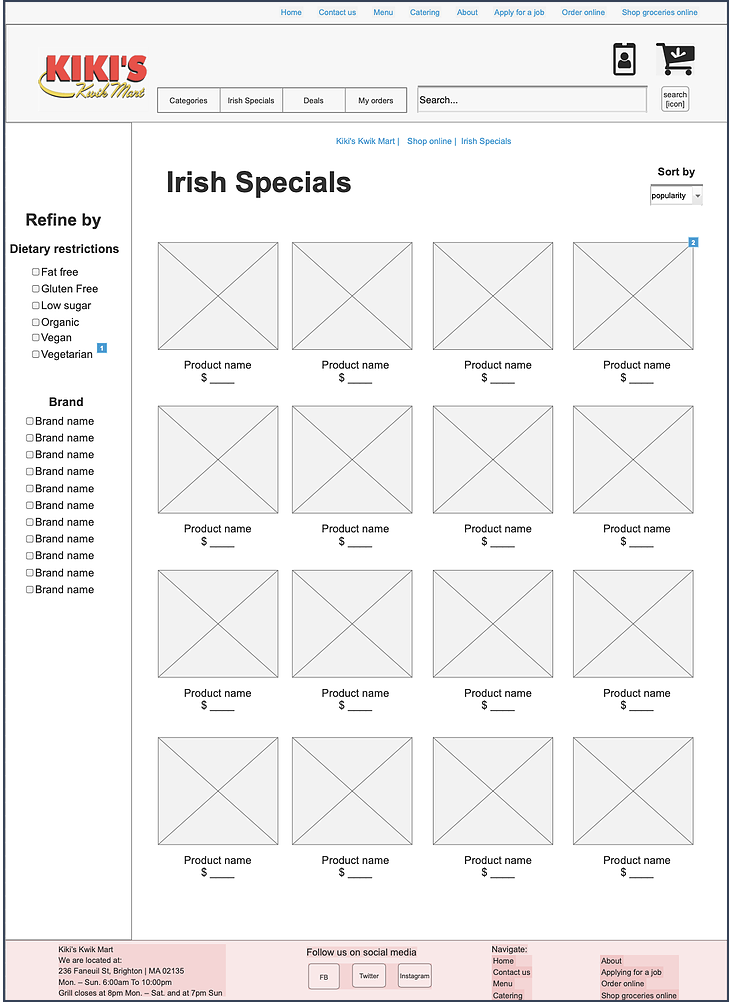 Home Contact us Menu Catering About Apply for a job Order online Shop groceries online
KIKI'S
Kwik Mart
Categories Irish Specials Deals My orders
Search...
search
[icon]
Kiki's Kwik Mart | Shop online | Irish Specials
Irish Specials
Sort by
popularity
Refine by
Dietary restrictions
Fat free
Gluten Free
Low sugar
Organic
Vegan
Vegetarian 1
Brand
Brand name
Brand name
Brand name
Brand name
Brand name
Brand name
Brand name
Brand name
Brand name
Brand name
Brand name
2
Product name Product name Product name Product name
$ ____ $ ____ $ ____ $ ____
Product name Product name Product name Product name
$ ____ $ ____ $ ____ $ ____
Product name Product name Product name Product name
$ ____ $ ____ $ ____ $ ____
Product name Product name Product name Product name
$ ____ $ ____ $ ____ $ ____
Kiki's Kwik Mart
We are located at:
236 Faneuil St, Brighton | MA 02135
Mon. – Sun. 6:00am To 10:00pm
Grill closes at 8pm Mon. – Sat. and at 7pm Sun
Follow us on social media
FB Twitter Instagram
Navigate:
Home
Contact us
Menu
Catering
About
Applying for a job
Order online
Shop groceries online